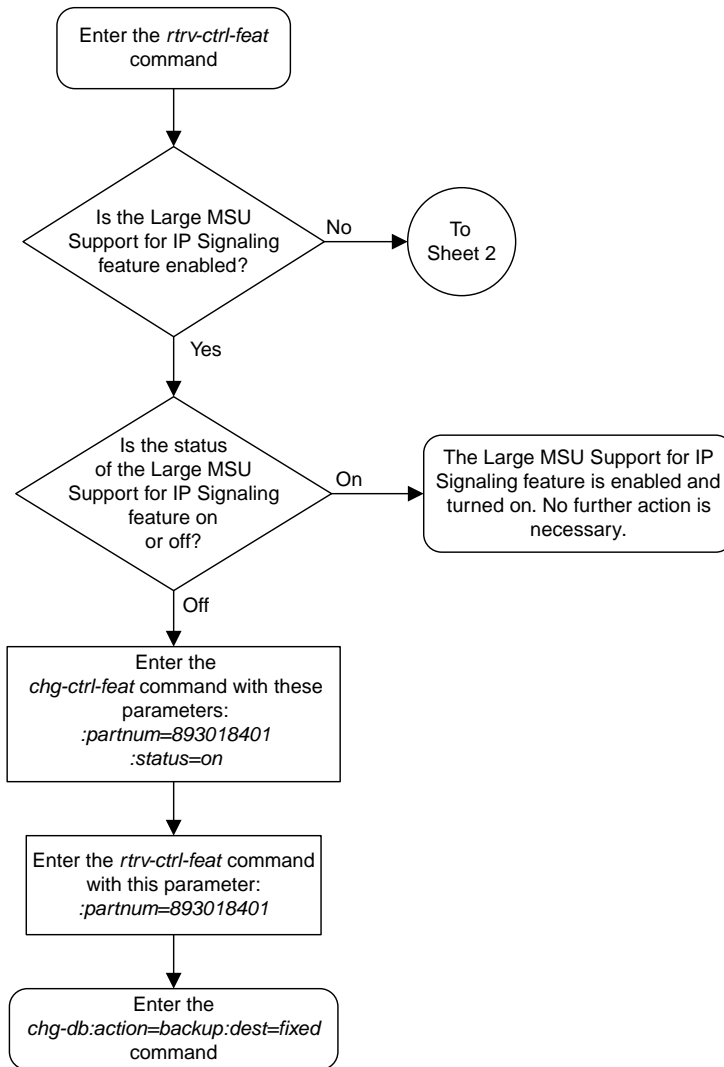 Enter the rtrv-ctrl-feat
command
Is the Large MSU
Support for IP Signaling
feature enabled?
No
To
Sheet 2
Yes
Is the status
of the Large MSU
Support for IP Signaling
feature on
or off?
On
The Large MSU Support for IP
Signaling feature is enabled and
turned on. No further action is
necessary.
Off
Enter the
chg-ctrl-feat command with these
parameters:
:partnum=893018401
:status=on
Enter the rtrv-ctrl-feat command
with this parameter:
:partnum=893018401
Enter the
chg-db:action=backup:dest=fixed
command